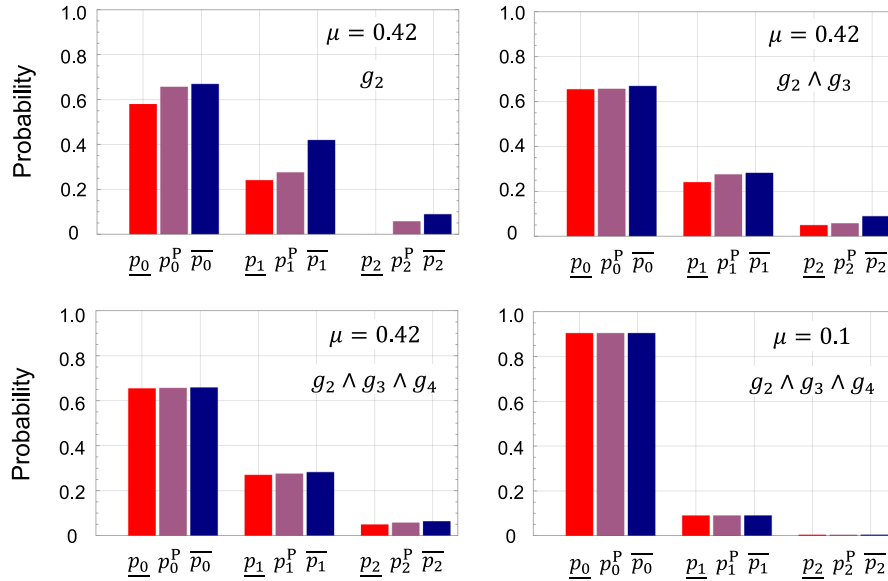 Probability
1.0
0.8
0.6
0.4
0.2
0
μ = 0.42
g₂
p₀ p₀ᴾ p₀ p₁ p₁ᴾ p₁ p₂ p₂ᴾ p₂
1.0
0.8
0.6
0.4
0.2
0
μ = 0.42
g₂ ∧ g₃
p₀ p₀ᴾ p₀ p₁ p₁ᴾ p₁ p₂ p₂ᴾ p₂
Probability
1.0
0.8
0.6
0.4
0.2
0
μ = 0.42
g₂ ∧ g₃ ∧ g₄
p₀ p₀ᴾ p₀ p₁ p₁ᴾ p₁ p₂ p₂ᴾ p₂
1.0
0.8
0.6
0.4
0.2
0
μ = 0.1
g₂ ∧ g₃ ∧ g₄
p₀ p₀ᴾ p₀ p₁ p₁ᴾ p₁ p₂ p₂ᴾ p₂